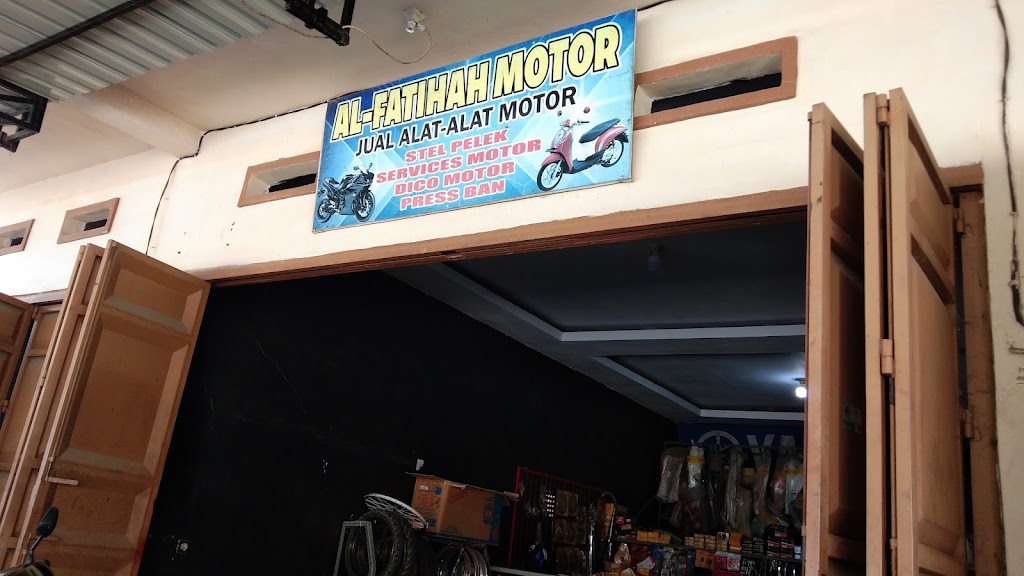 AL-FATIHAH MOTOR
JUAL ALAT-ALAT MOTOR
STEL PELEK
SERVICES MOTOR
DICO MOTOR
PRESS BAN